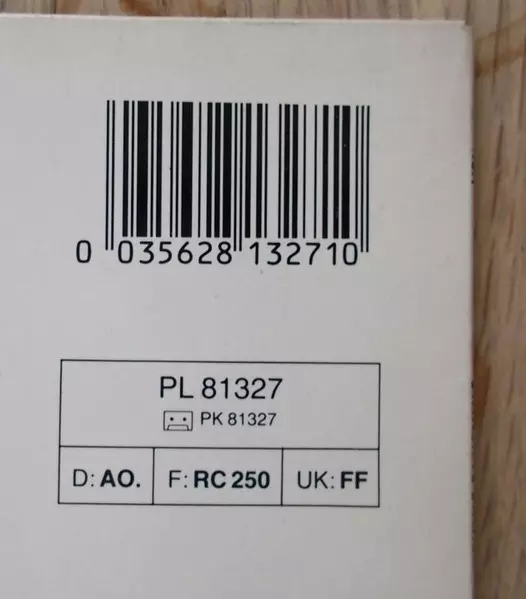 0 035628 132710
PL 81327
PK 81327
D: AO. F: RC 250 UK: FF